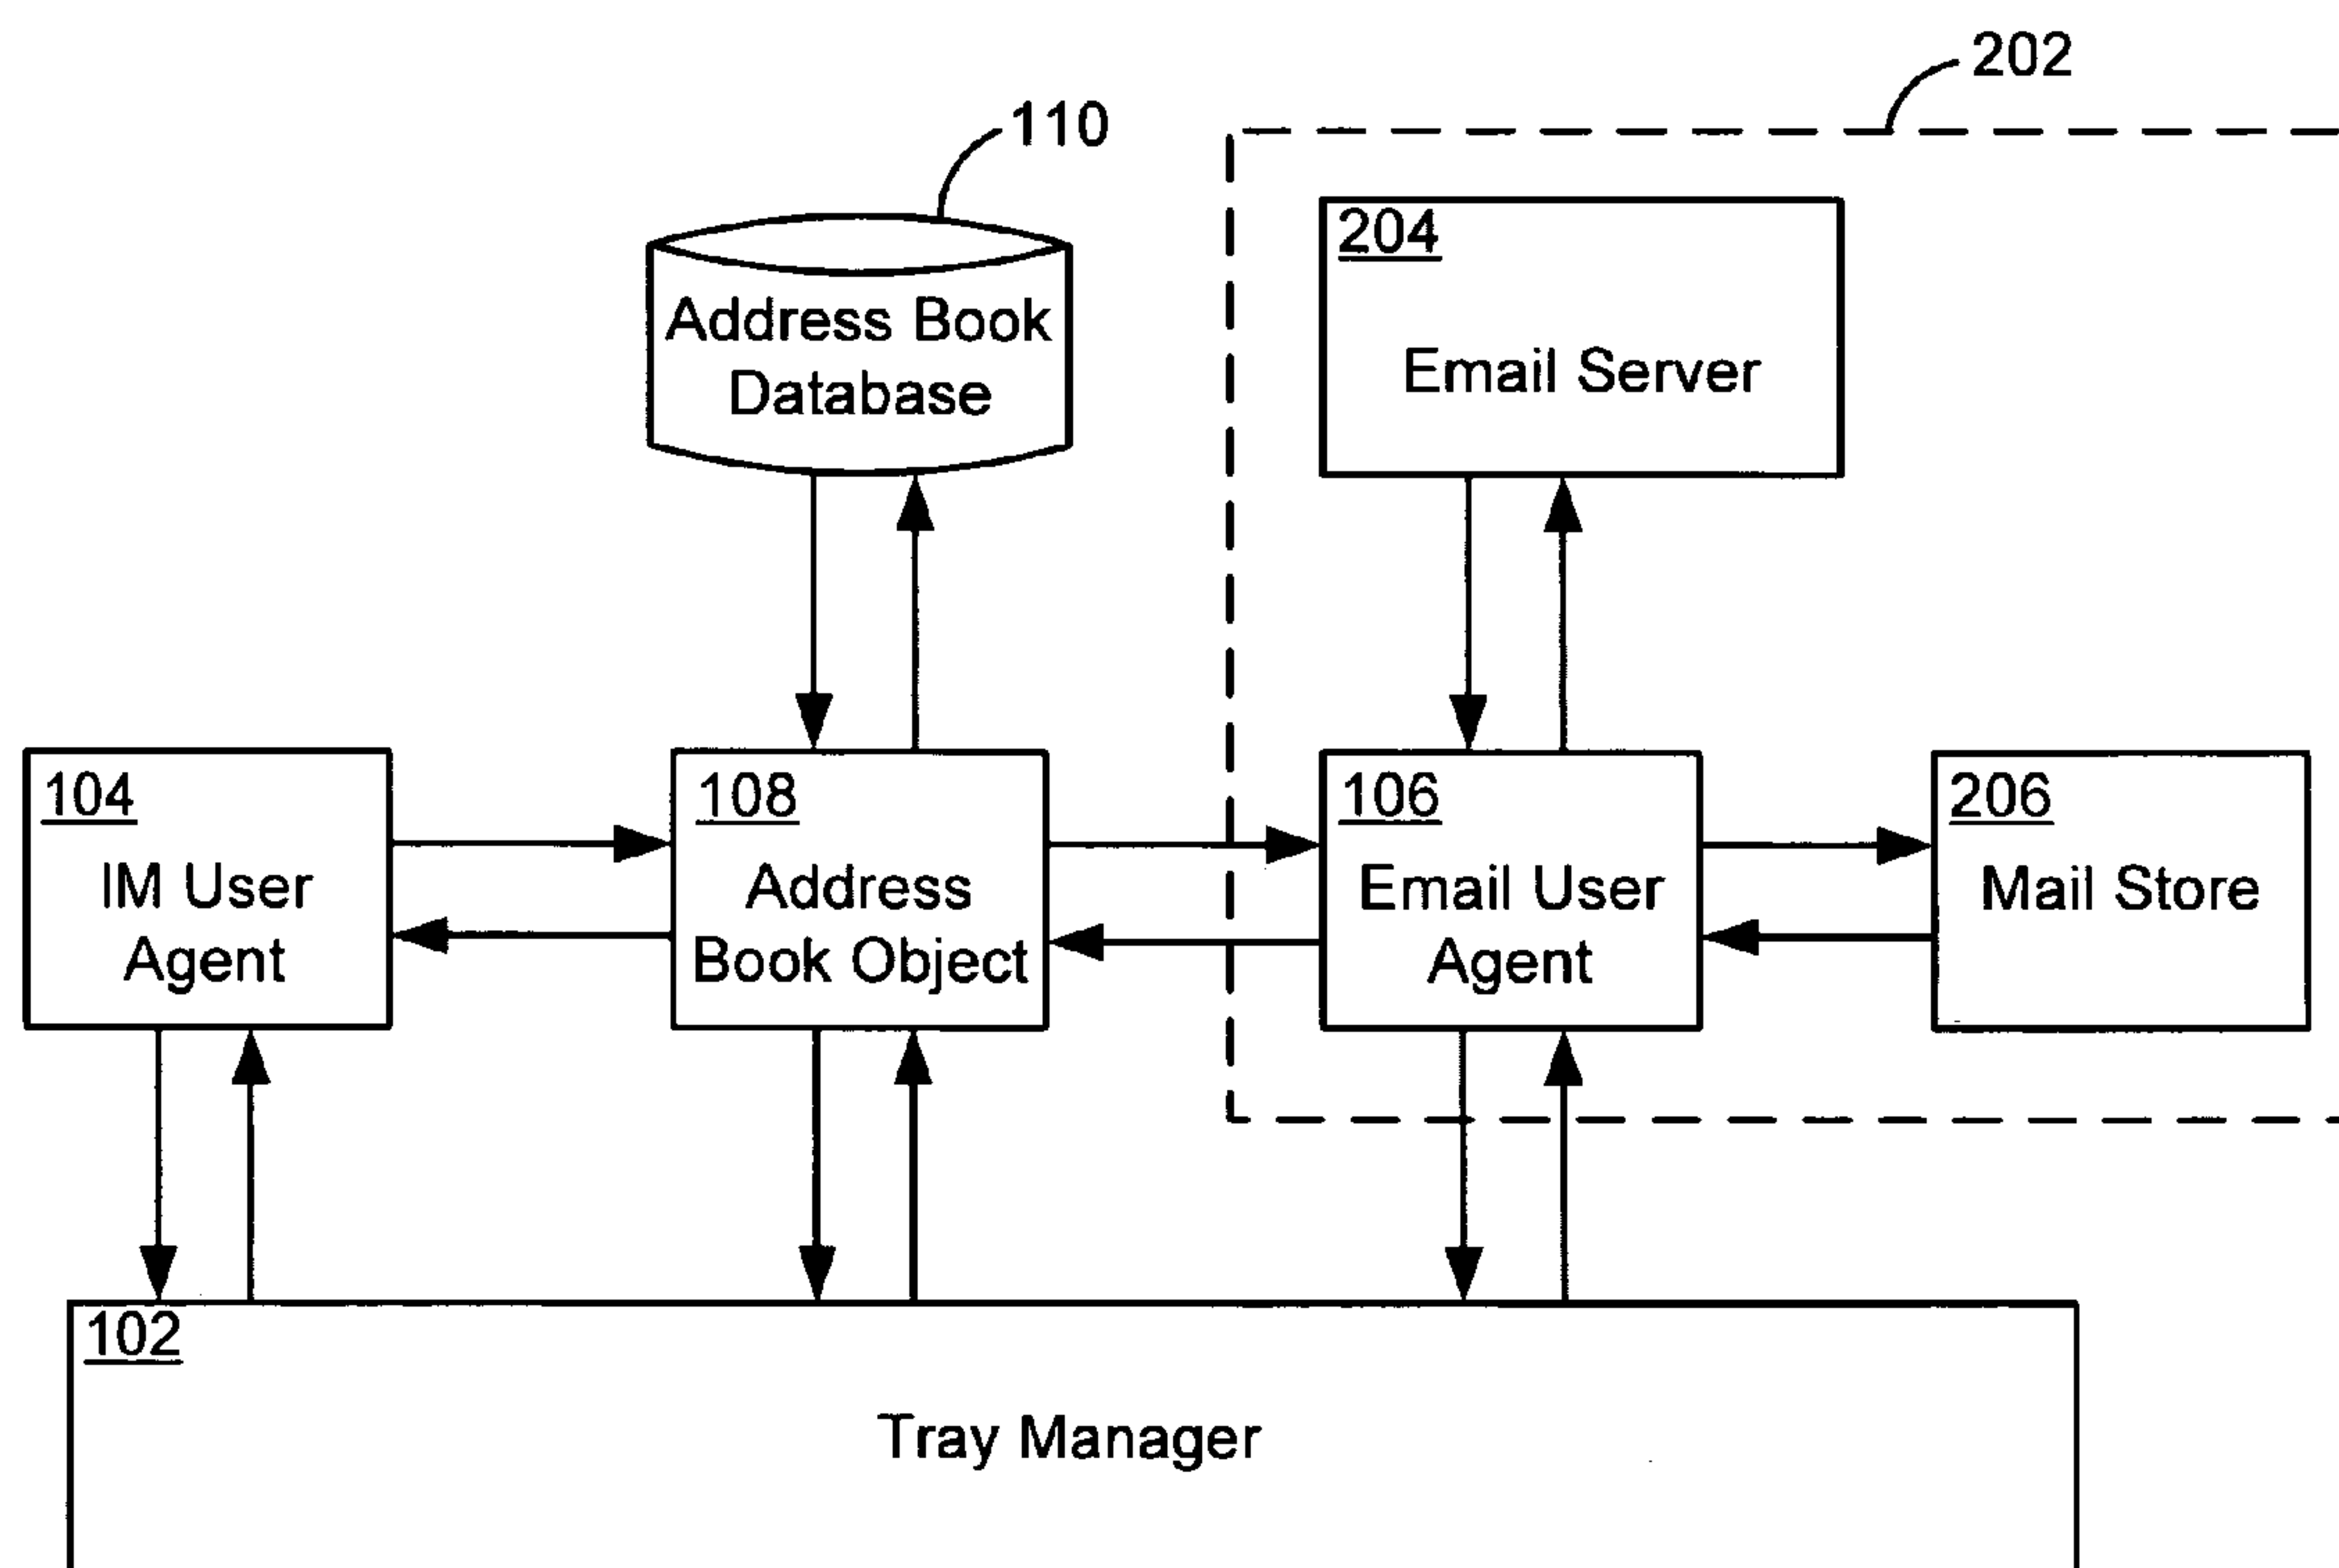 202
110
204
Address Book
Database
Email Server
104
108
106
206
IM User
Agent
Address
Book Object
Email User
Agent
Mail Store
102
Tray Manager